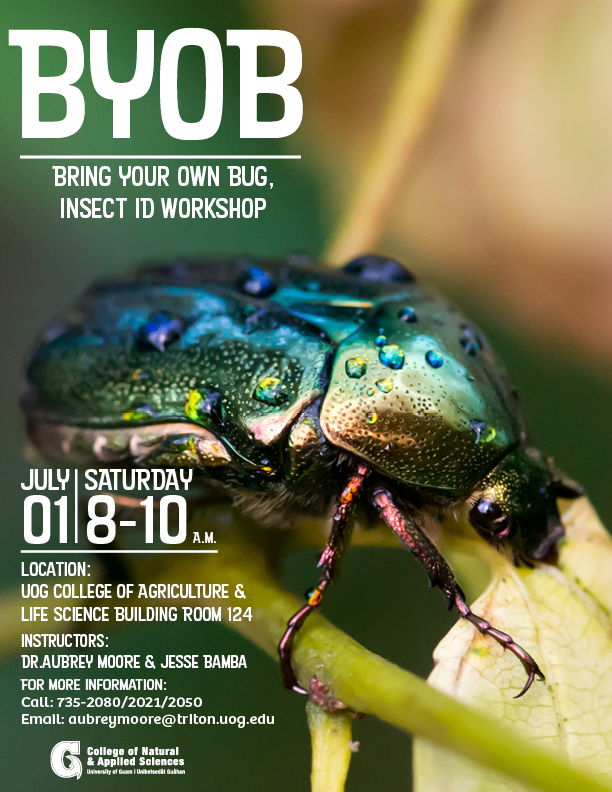 BYOB
BRING YOUR OWN BUG,
INSECT ID WORKSHOP
JULY | SATURDAY
01 | 8-10 A.M.
LOCATION:
UOG COLLEGE OF AGRICULTURE &
LIFE SCIENCE BUILDING ROOM 124
INSTRUCTORS:
DR.AUBREY MOORE & JESSE BAMBA
FOR MORE INFORMATION:
Call: 735-2080/2021/2050
Email: aubreymoore@triton.uog.edu
G
College of Natural
& Applied Sciences
University of Guam | Unibetsedåt Guåhan